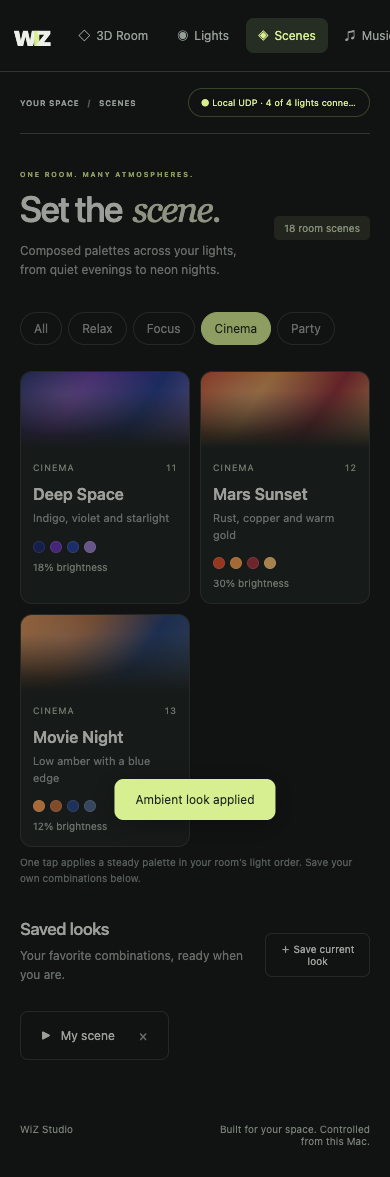 WiZ
3D Room
Lights
Scenes
YOUR SPACE / SCENES
Local UDP · 4 of 4 lights conne...
ONE ROOM. MANY ATMOSPHERES.
Set the scene.
Composed palettes across your lights,
from quiet evenings to neon nights.
18 room scenes
All
Relax
Focus
Cinema
Party
CINEMA 11
Deep Space
Indigo, violet and starlight
18% brightness
CINEMA 12
Mars Sunset
Rust, copper and warm
gold
30% brightness
CINEMA 13
Movie Night
Low amber with a blue
edge
12% brightness
Ambient look applied
One tap applies a steady palette in your room's light order. Save your
own combinations below.
Saved looks
Your favorite combinations, ready when
you are.
+ Save current
look
My scene ×
WiZ Studio
Built for your space. Controlled
from this Mac.